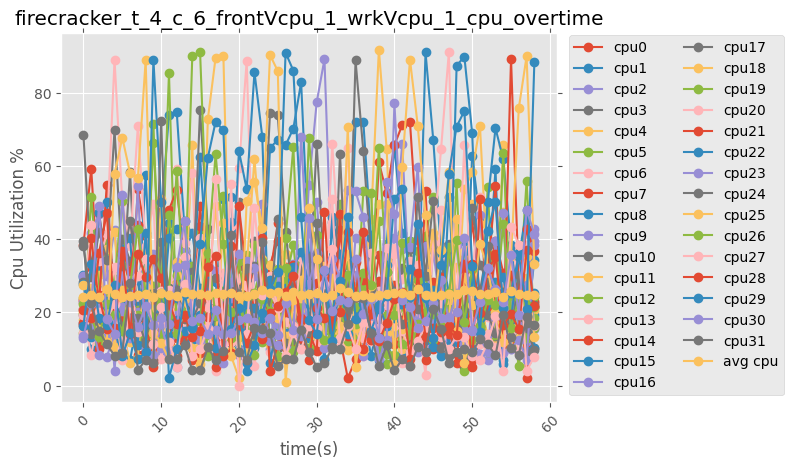 firecracker_t_4_c_6_frontVcpu_1_wrkVcpu_1_cpu_overtime
CPU Utilization %
80
60
40
20
0
0
10
20
30
40
50
60
time(s)
cpu0
cpu1
cpu2
cpu3
cpu4
cpu5
cpu6
cpu7
cpu8
cpu9
cpu10
cpu11
cpu12
cpu13
cpu14
cpu15
cpu16
cpu17
cpu18
cpu19
cpu20
cpu21
cpu22
cpu23
cpu24
cpu25
cpu26
cpu27
cpu28
cpu29
cpu30
cpu31
avg cpu